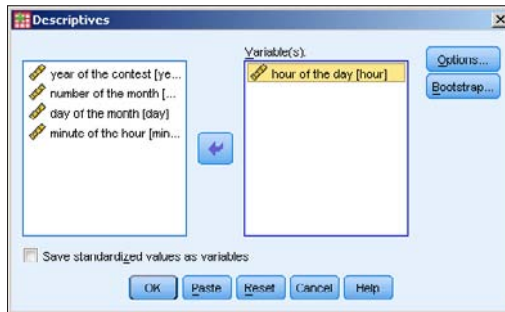 Descriptives
Variable(s):
year of the contest [ye...
number of the month [...
day of the month [day]
minute of the hour [min...
hour of the day [hour]
Options...
Bootstrap...
Save standardized values as variables
OK Paste Reset Cancel Help